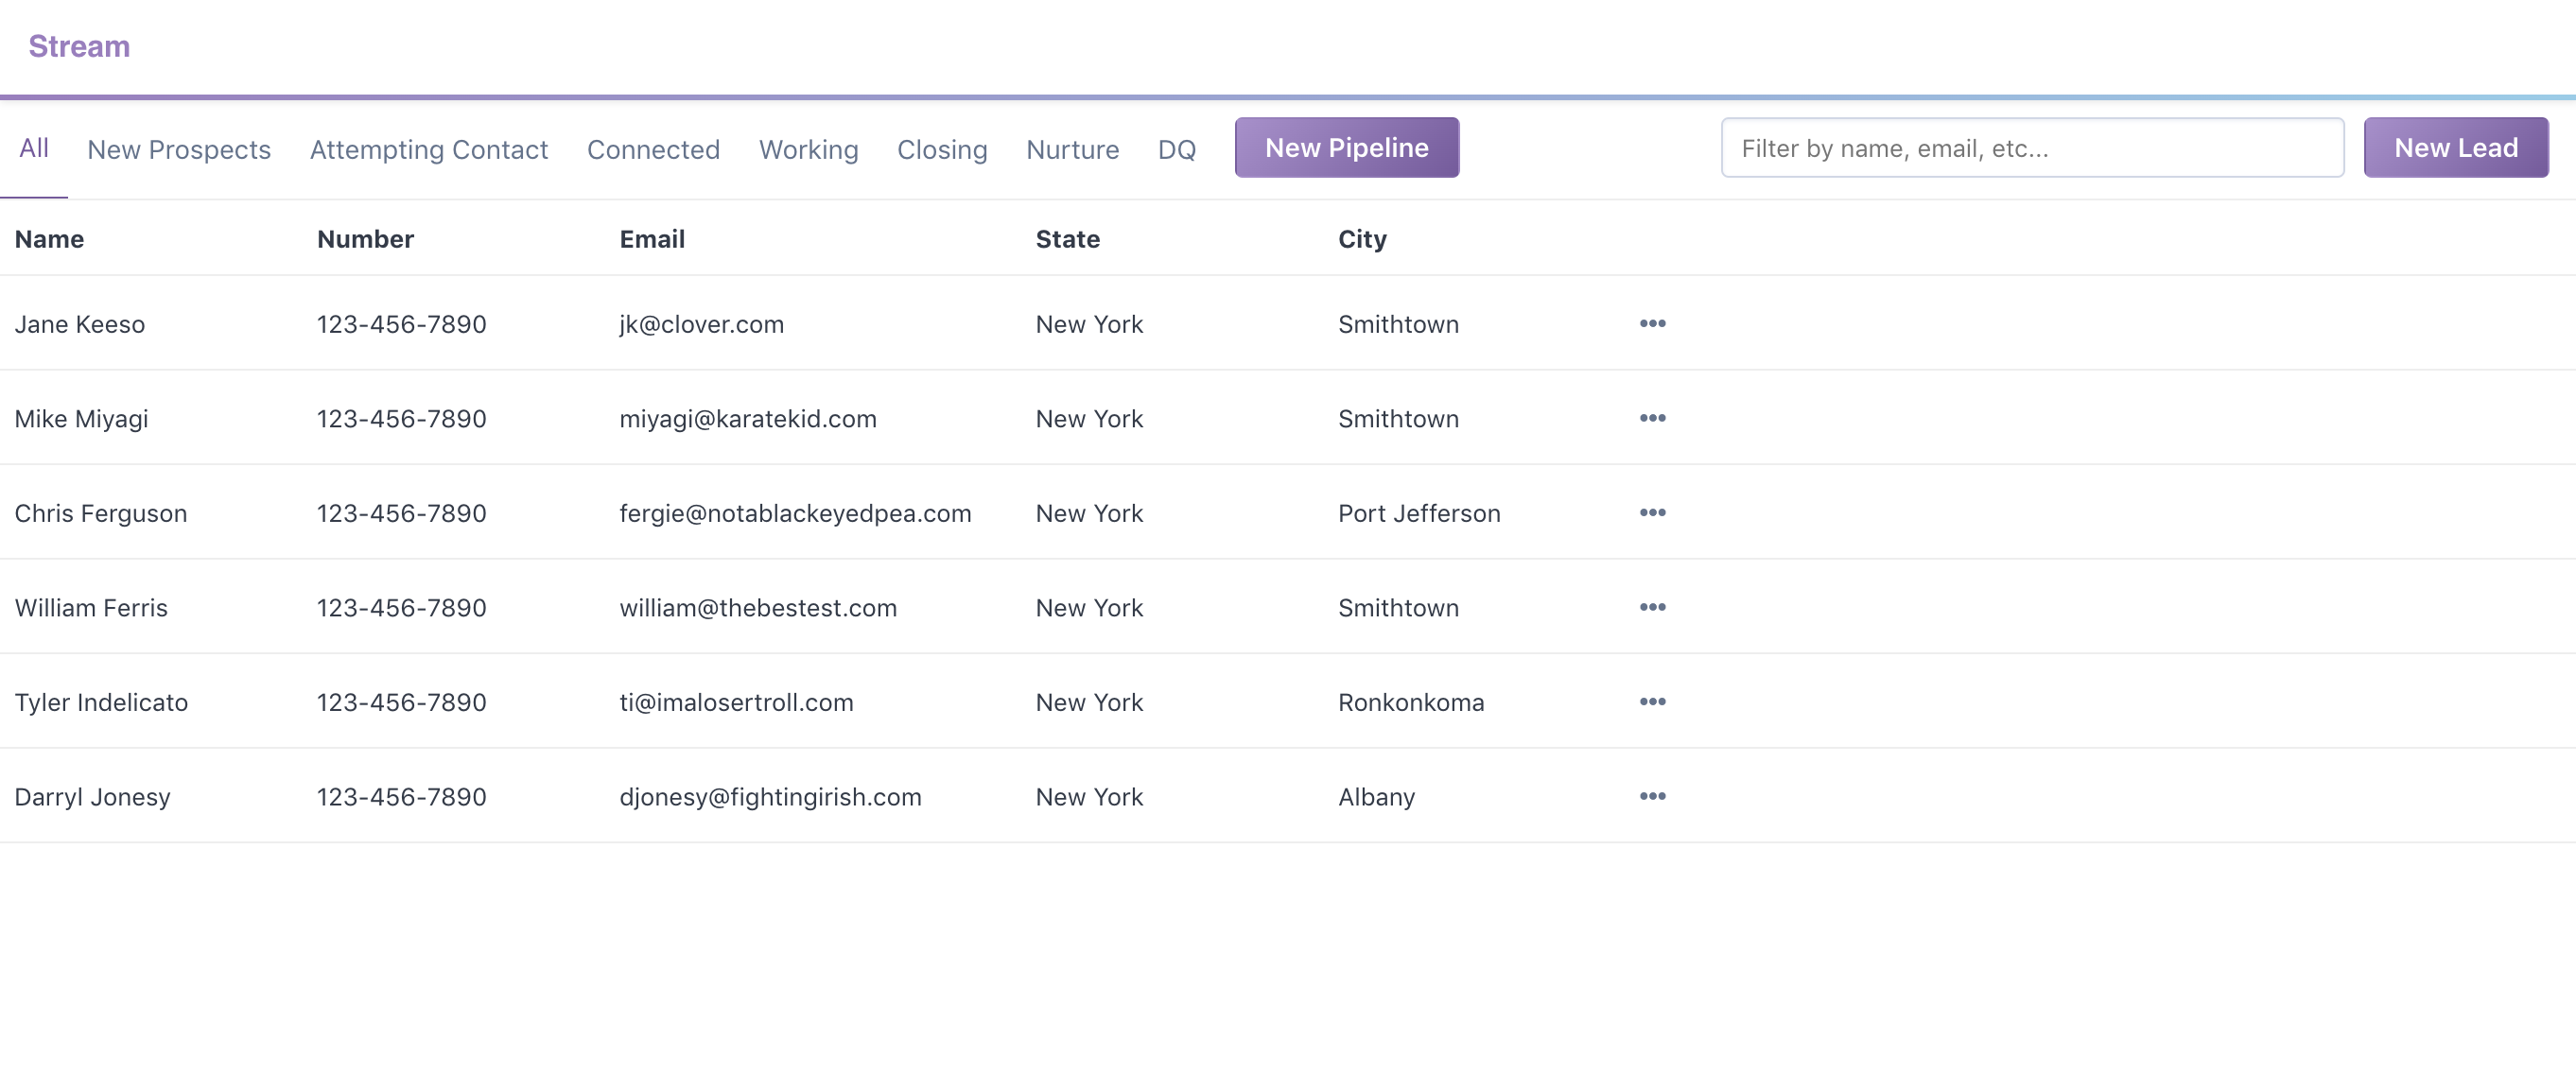 Stream
All New Prospects Attempting Contact Connected Working Closing Nurture DQ New Pipeline Filter by name, email, etc... New Lead
Name Number Email State City
Jane Keeso 123-456-7890 jk@clover.com New York Smithtown •••
Mike Miyagi 123-456-7890 miyagi@karatekid.com New York Smithtown •••
Chris Ferguson 123-456-7890 fergie@notablackeyedpea.com New York Port Jefferson •••
William Ferris 123-456-7890 william@thebestest.com New York Smithtown •••
Tyler Indelicato 123-456-7890 ti@imalosertroll.com New York Ronkonkoma •••
Darryl Jonesy 123-456-7890 djonesy@fightingirish.com New York Albany •••